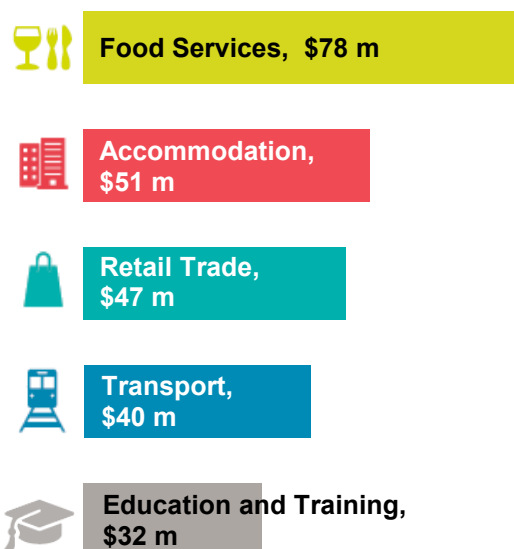 Food Services, $78 m
Accommodation,
$51 m
Retail Trade,
$47 m
Transport,
$40 m
Education and Training,
$32 m